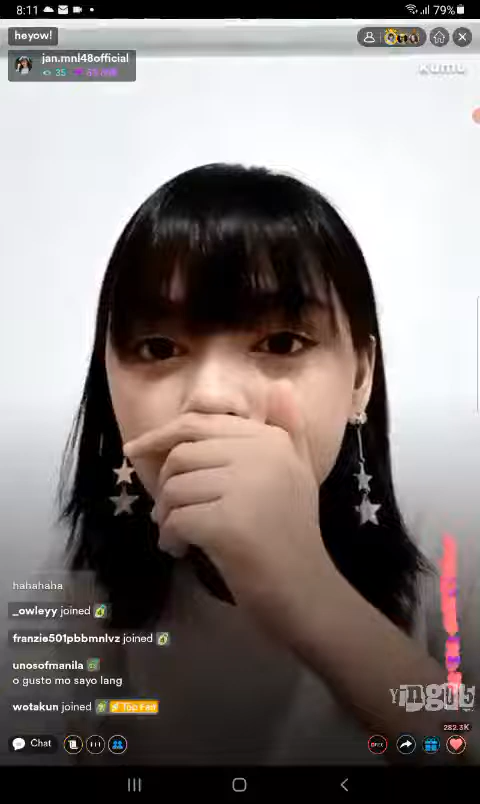 8:11
79%
heyow!
jan.mnl48official
35
kumu
hahahaha
_owleyy joined
franzie501pbbmnlvz joined
unosofmanila
o gusto mo sayo lang
wotakun joined Top Fan
282.3K
Chat